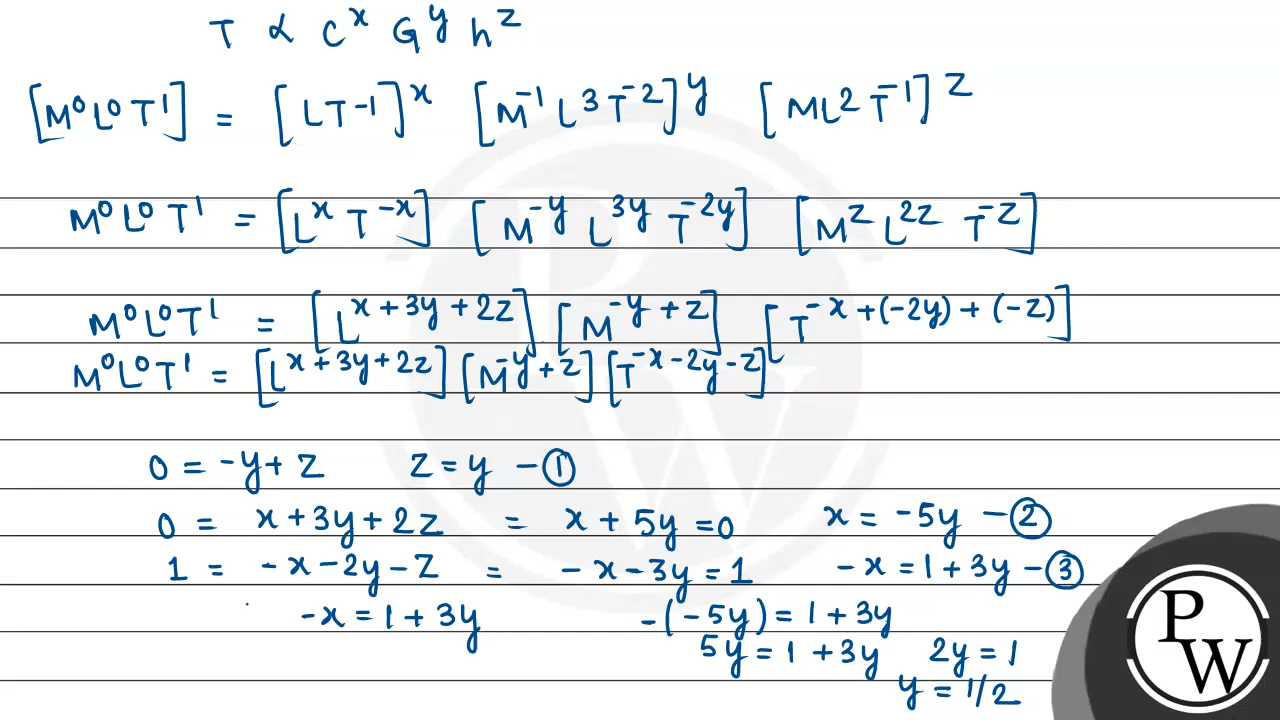 T ∝ C^x G^y h^z
[M⁰L⁰T¹] = [LT-1]^x [M⁻¹L³T⁻²]^y [ML²T⁻¹]^z
M⁰L⁰T¹ = [L^x T^-x] [M^-y L^3y T^-2y] [M^z L^2z T^-z]
M⁰L⁰T¹ = [L^x+3y+2z] [M^-y+z] [T^-x+(-2y)+(-z)]
M⁰L⁰T¹ = [L^x+3y+2z] [M^-y+z] [T^-x-2y-z]
0 = -y+z z=y -①
0 = x+3y+2z = x+5y=0 x=-5y -②
1 = -x-2y-z = -x-3y=1 -x=1+3y-③
-x=1+3y -(-5y)=1+3y
5y=1+3y 2y=1
y=1/2
PW